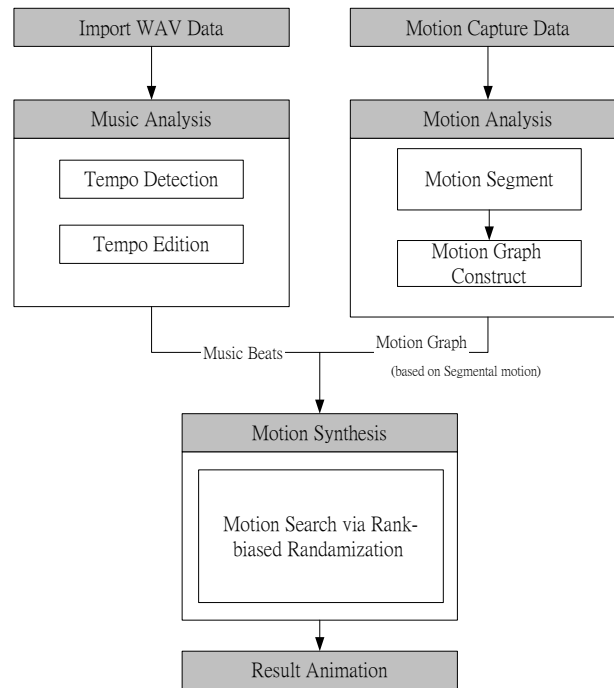 Import WAV Data
Motion Capture Data
Music Analysis
Motion Analysis
Tempo Detection
Tempo Edition
Motion Segment
Motion Graph
Construct
Music Beats
Motion Graph
(based on Segmental motion)
Motion Synthesis
Motion Search via Rank-
biased Randamization
Result Animation